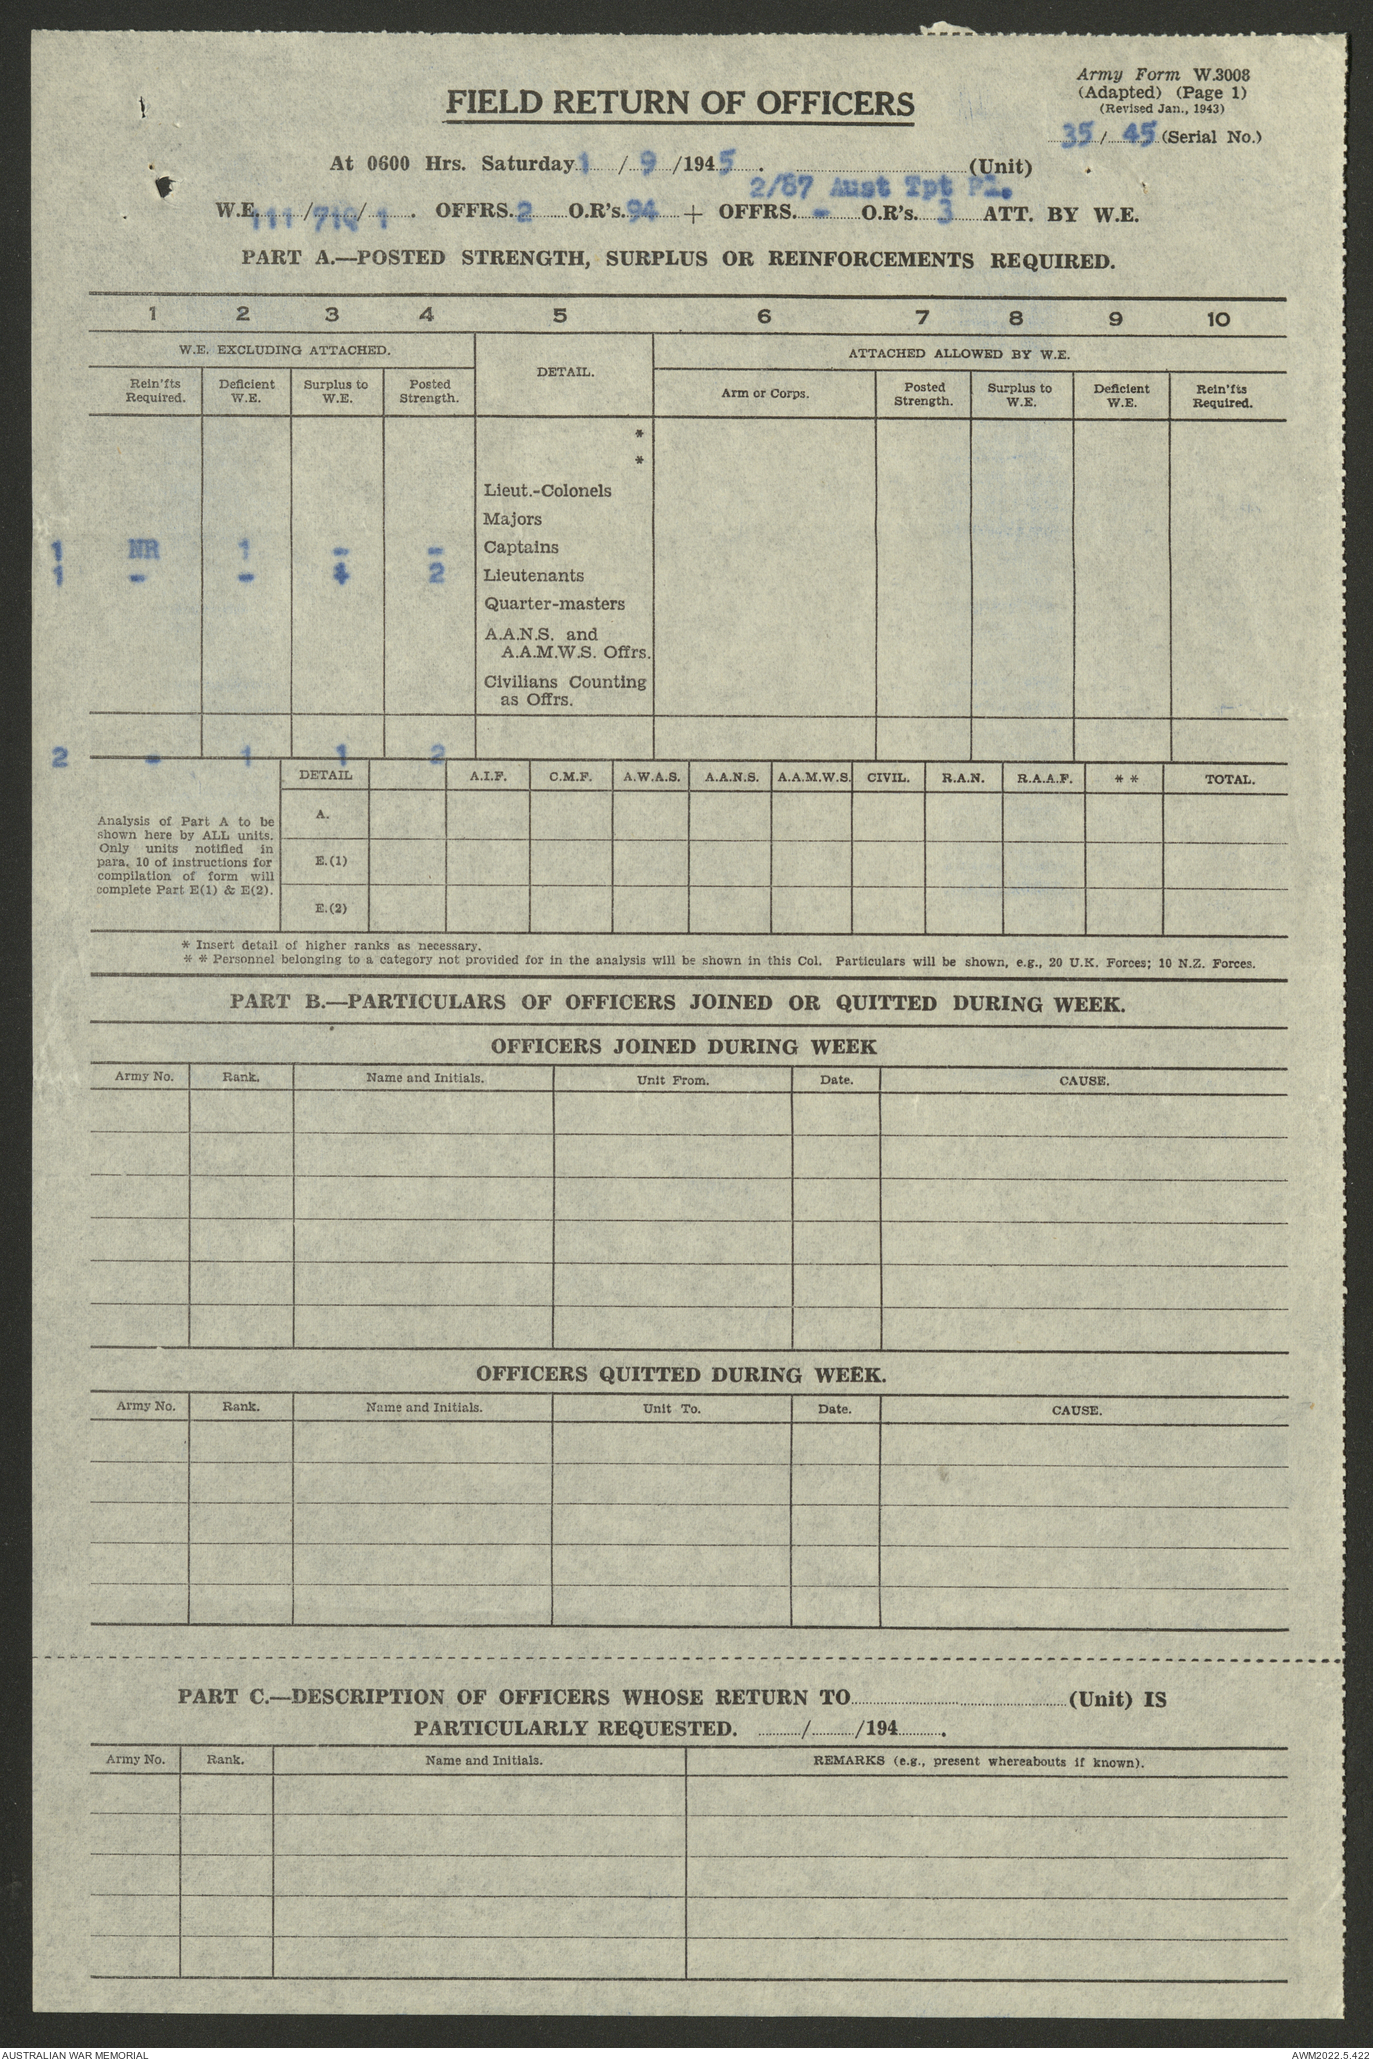 Army Form W.3008
(Adapted) (Page 1)
(Revised Jan., 1943)
FIELD RETURN OF OFFICERS
35/45 (Serial No.)
At 0600 Hrs. Saturday 1/9/1945. (Unit)
2/87 Aust Tpt Pl.
W.E. 111/71Q/1. OFFRS. 2 O.R's. 94 + OFFRS. - O.R's. 3 ATT. BY W.E.
PART A.—POSTED STRENGTH, SURPLUS OR REINFORCEMENTS REQUIRED.
1 2 3 4 5 6 7 8 9 10
W.E. EXCLUDING ATTACHED. DETAIL. ATTACHED ALLOWED BY W.E.
Rein'fts Required. Deficient W.E. Surplus to W.E. Posted Strength. Arm or Corps. Posted Strength. Surplus to W.E. Deficient W.E. Rein'fts Required.
*
*
Lieut.-Colonels
Majors
1 NR 1 - - Captains
1 - - 2 Lieutenants
Quarter-masters
A.A.N.S. and
A.A.M.W.S. Offrs.
Civilians Counting
as Offrs.
2 - 1 1 2
DETAIL A.I.F. C.M.F. A.W.A.S. A.A.N.S. A.A.M.W.S. CIVIL. R.A.N. R.A.A.F. * * TOTAL.
Analysis of Part A to be
shown here by ALL units.
Only units notified in
para. 10 of instructions for
compilation of form will
complete Part E(1) & E(2).
A.
E.(1)
E.(2)
* Insert detail of higher ranks as necessary.
* * Personnel belonging to a category not provided for in the analysis will be shown in this Col. Particulars will be shown, e.g., 20 U.K. Forces; 10 N.Z. Forces.
PART B.—PARTICULARS OF OFFICERS JOINED OR QUITTED DURING WEEK.
OFFICERS JOINED DURING WEEK
Army No. Rank. Name and Initials. Unit From. Date. CAUSE.
OFFICERS QUITTED DURING WEEK.
Army No. Rank. Name and Initials. Unit To. Date. CAUSE.
PART C.—DESCRIPTION OF OFFICERS WHOSE RETURN TO (Unit) IS
PARTICULARLY REQUESTED. / /194 .
Army No. Rank. Name and Initials. REMARKS (e.g., present whereabouts if known).
AUSTRALIAN WAR MEMORIAL AWM2022.5.422